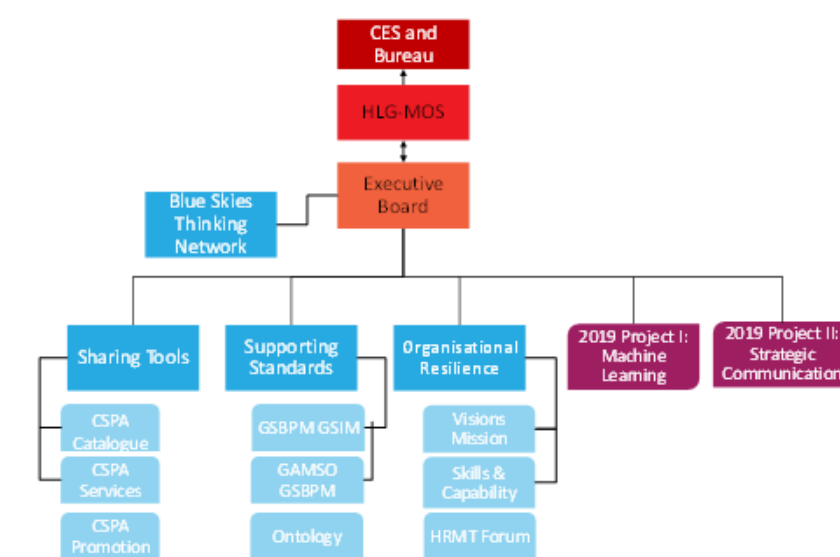 CES and
Bureau
HLG-MOS
Executive
Board
Blue Skies
Thinking
Network
Sharing Tools
Supporting
Standards
Organisational
Resilience
2019 Project I:
Machine
Learning
2019 Project II:
Strategic
Communication
CSPA
Catalogue
GSBPM GSIM
Visions
Mission
CSPA
Services
GAMSO
GSBPM
Skills &
Capability
CSPA
Promotion
Ontology
HRMT Forum